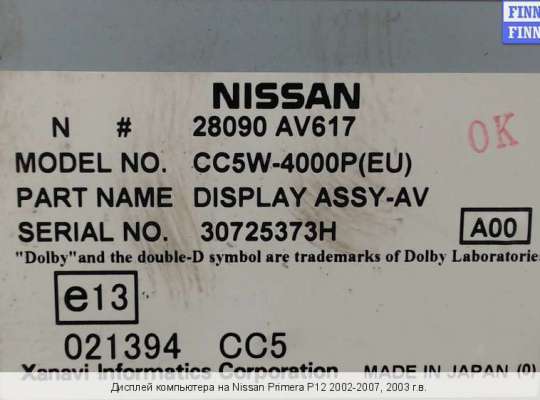 FINN
FINN
NISSAN
N # 28090 AV617
OK
MODEL NO. CC5W-4000P(EU)
PART NAME DISPLAY ASSY-AV
SERIAL NO. 30725373H A00
"Dolby"and the double-D symbol are trademarks of Dolby Laboratorie
e13
021394 CC5
Xanavi Informatics Corporation MADE IN JAPAN (0)
Дисплей компьютера на Nissan Primera P12 2002-2007, 2003 г.в.